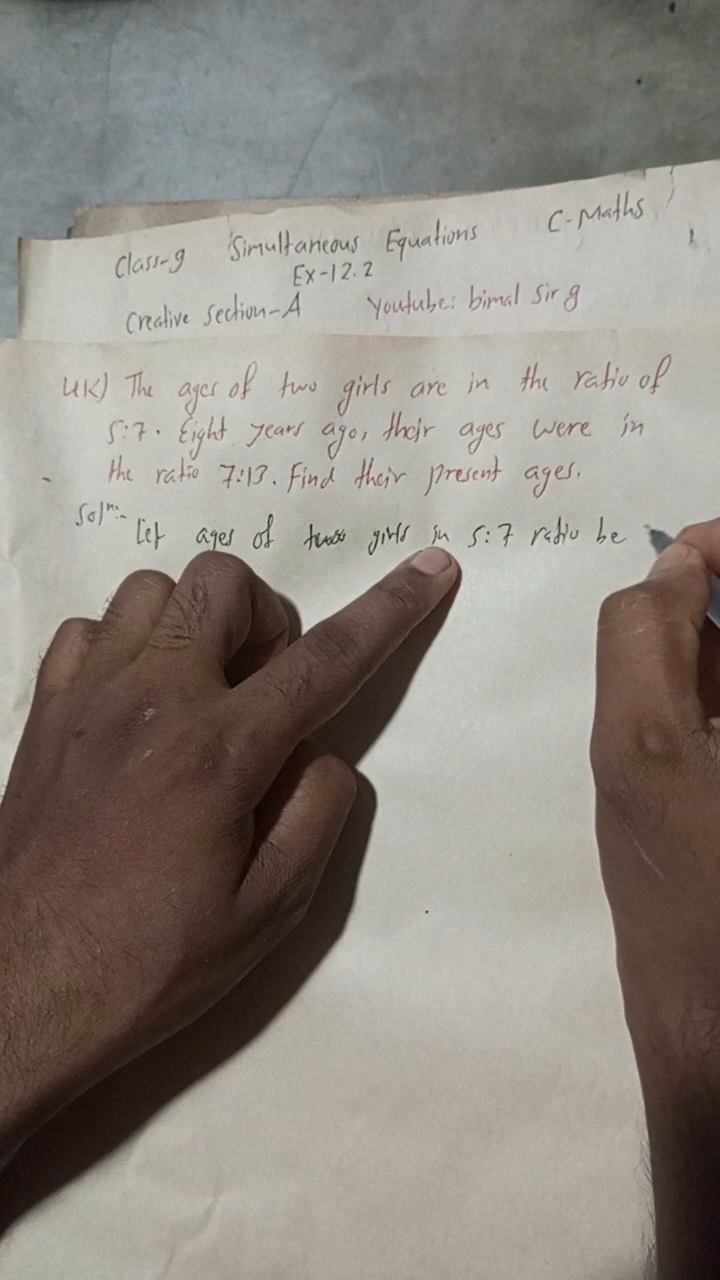 Class-9 Simultaneous Equations C-Maths
Ex-12.2
Creative Section-A Youtube: bimal Sir g
4K) The ages of two girls are in the ratio of
5:7. Eight years ago, their ages were in
the ratio 7:13. Find their present ages.
Solⁿ:- Let ages of two girls in 5:7 ratio be